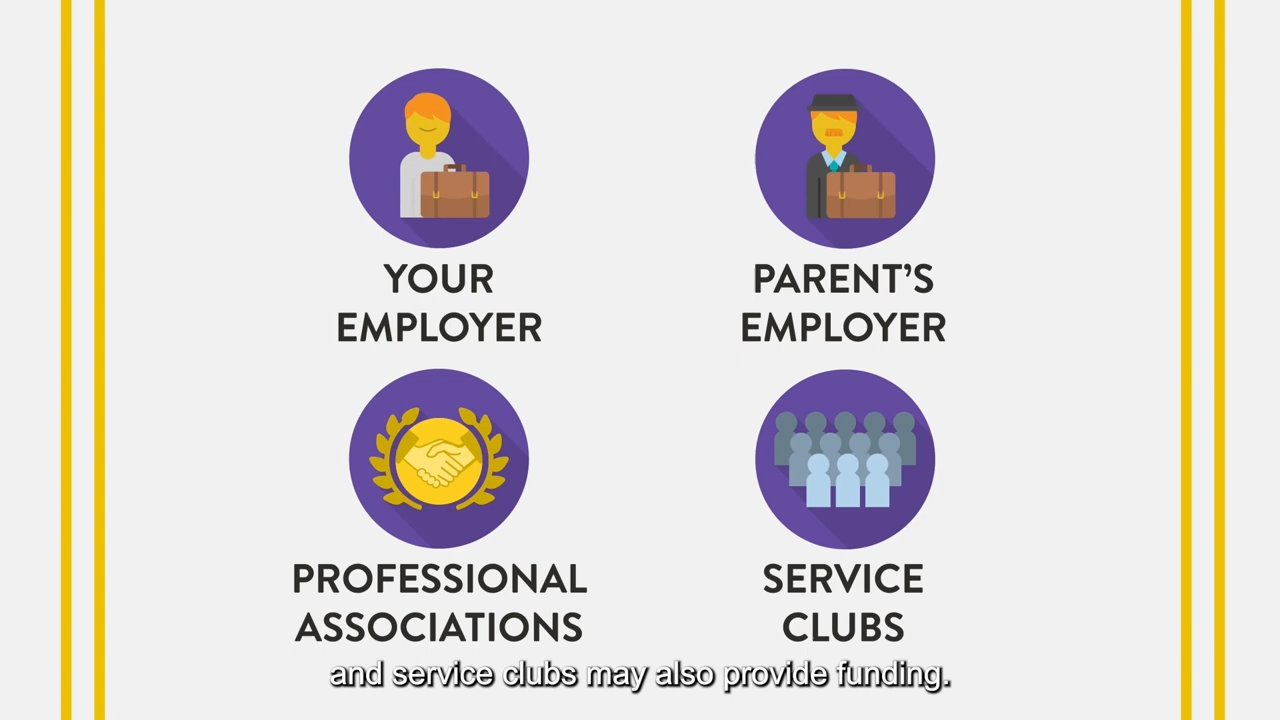 YOUR
EMPLOYER
PARENT’S
EMPLOYER
PROFESSIONAL
ASSOCIATIONS
SERVICE
CLUBS
and service clubs may also provide funding.